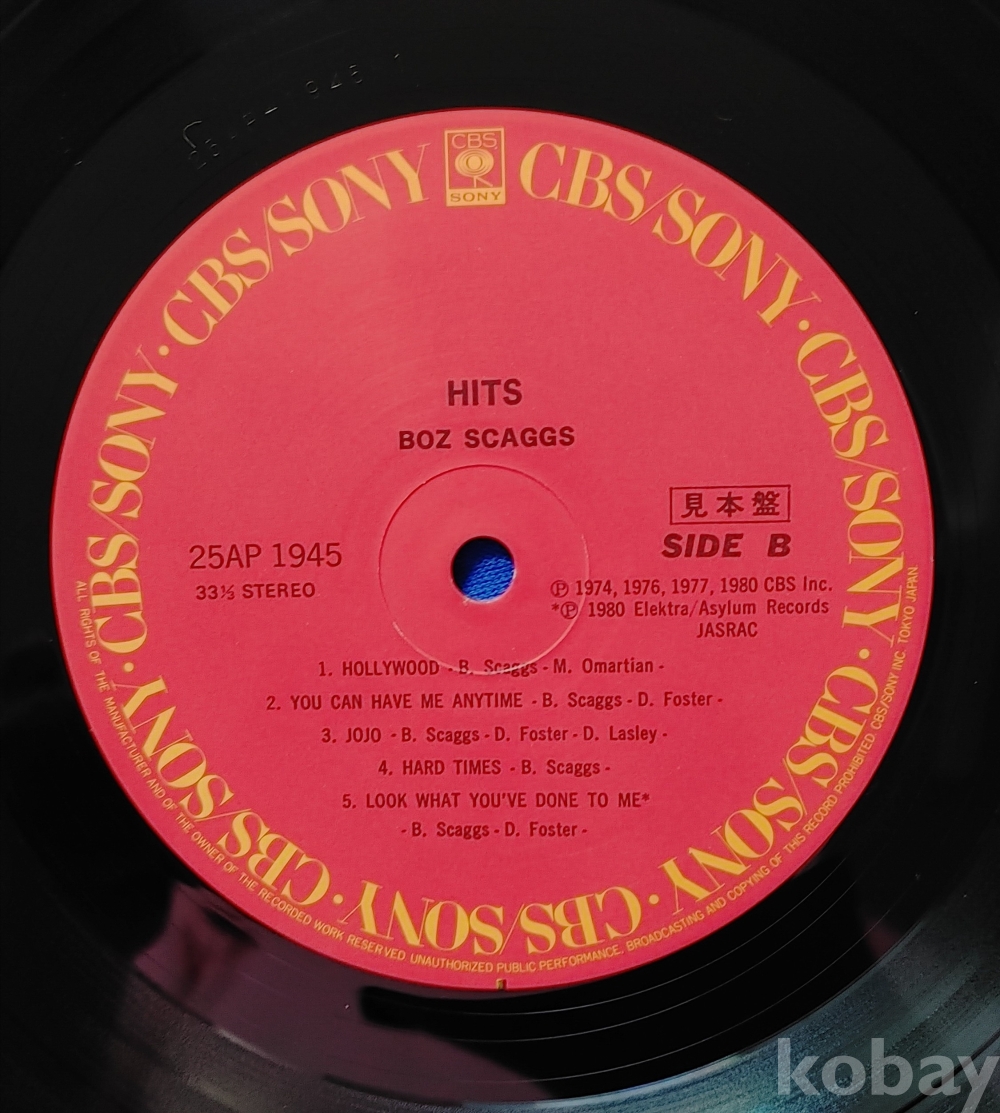 CBS
SONY
CBS/SONY · CBS/SONY · CBS/SONY · CBS/SONY · CBS/SONY · CBS/SONY · CBS/SONY · CBS/SONY
HITS
BOZ SCAGGS
見本盤
25AP 1945
SIDE B
33⅓ STEREO
Ⓟ 1974, 1976, 1977, 1980 CBS Inc.
*Ⓟ 1980 Elektra/Asylum Records
JASRAC
1. HOLLYWOOD - B. Scaggs - M. Omartian -
2. YOU CAN HAVE ME ANYTIME - B. Scaggs - D. Foster -
3. JOJO - B. Scaggs - D. Foster - D. Lasley -
4. HARD TIMES - B. Scaggs -
5. LOOK WHAT YOU'VE DONE TO ME*
- B. Scaggs - D. Foster -
ALL RIGHTS OF THE MANUFACTURER AND OF THE OWNER OF THE RECORDED WORK RESERVED UNAUTHORIZED PUBLIC PERFORMANCE, BROADCASTING AND COPYING OF THIS RECORD PROHIBITED CBS/SONY INC. TOKYO JAPAN
kobay